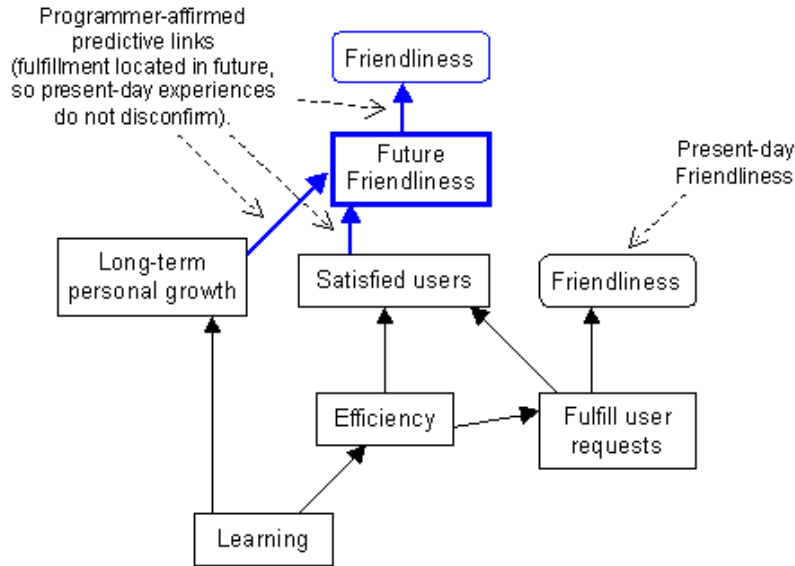 Programmer-affirmed
predictive links
(fulfillment located in future,
so present-day experiences
do not disconfirm).
Friendliness
Future
Friendliness
Present-day
Friendliness
Long-term
personal growth
Satisfied users
Friendliness
Efficiency
Fulfill user
requests
Learning